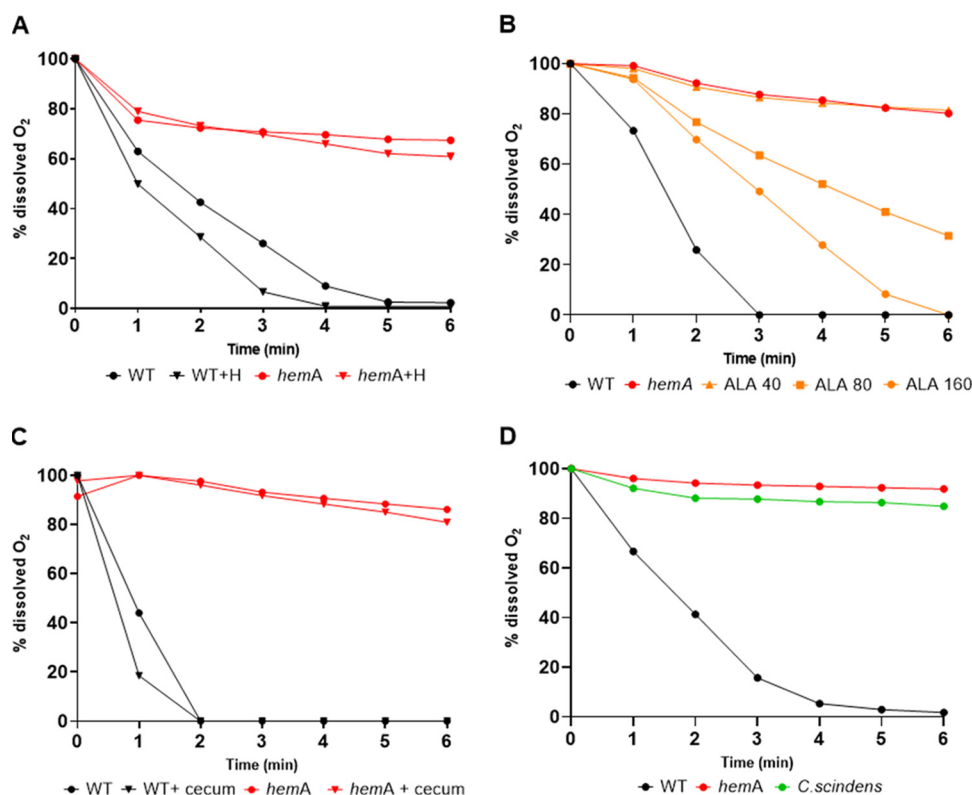 A
% dissolved O2
100
80
60
40
20
0
0 1 2 3 4 5 6
Time (min)
WT WT+H hemA hemA+H
B
% dissolved O2
100
80
60
40
20
0
0 1 2 3 4 5 6
Time (min)
WT hemA ALA 40 ALA 80 ALA 160
C
% dissolved O2
100
80
60
40
20
0
0 1 2 3 4 5 6
Time (min)
WT WT+ cecum hemA hemA + cecum
D
% dissolved O2
100
80
60
40
20
0
0 1 2 3 4 5 6
Time (min)
WT hemA C.scindens